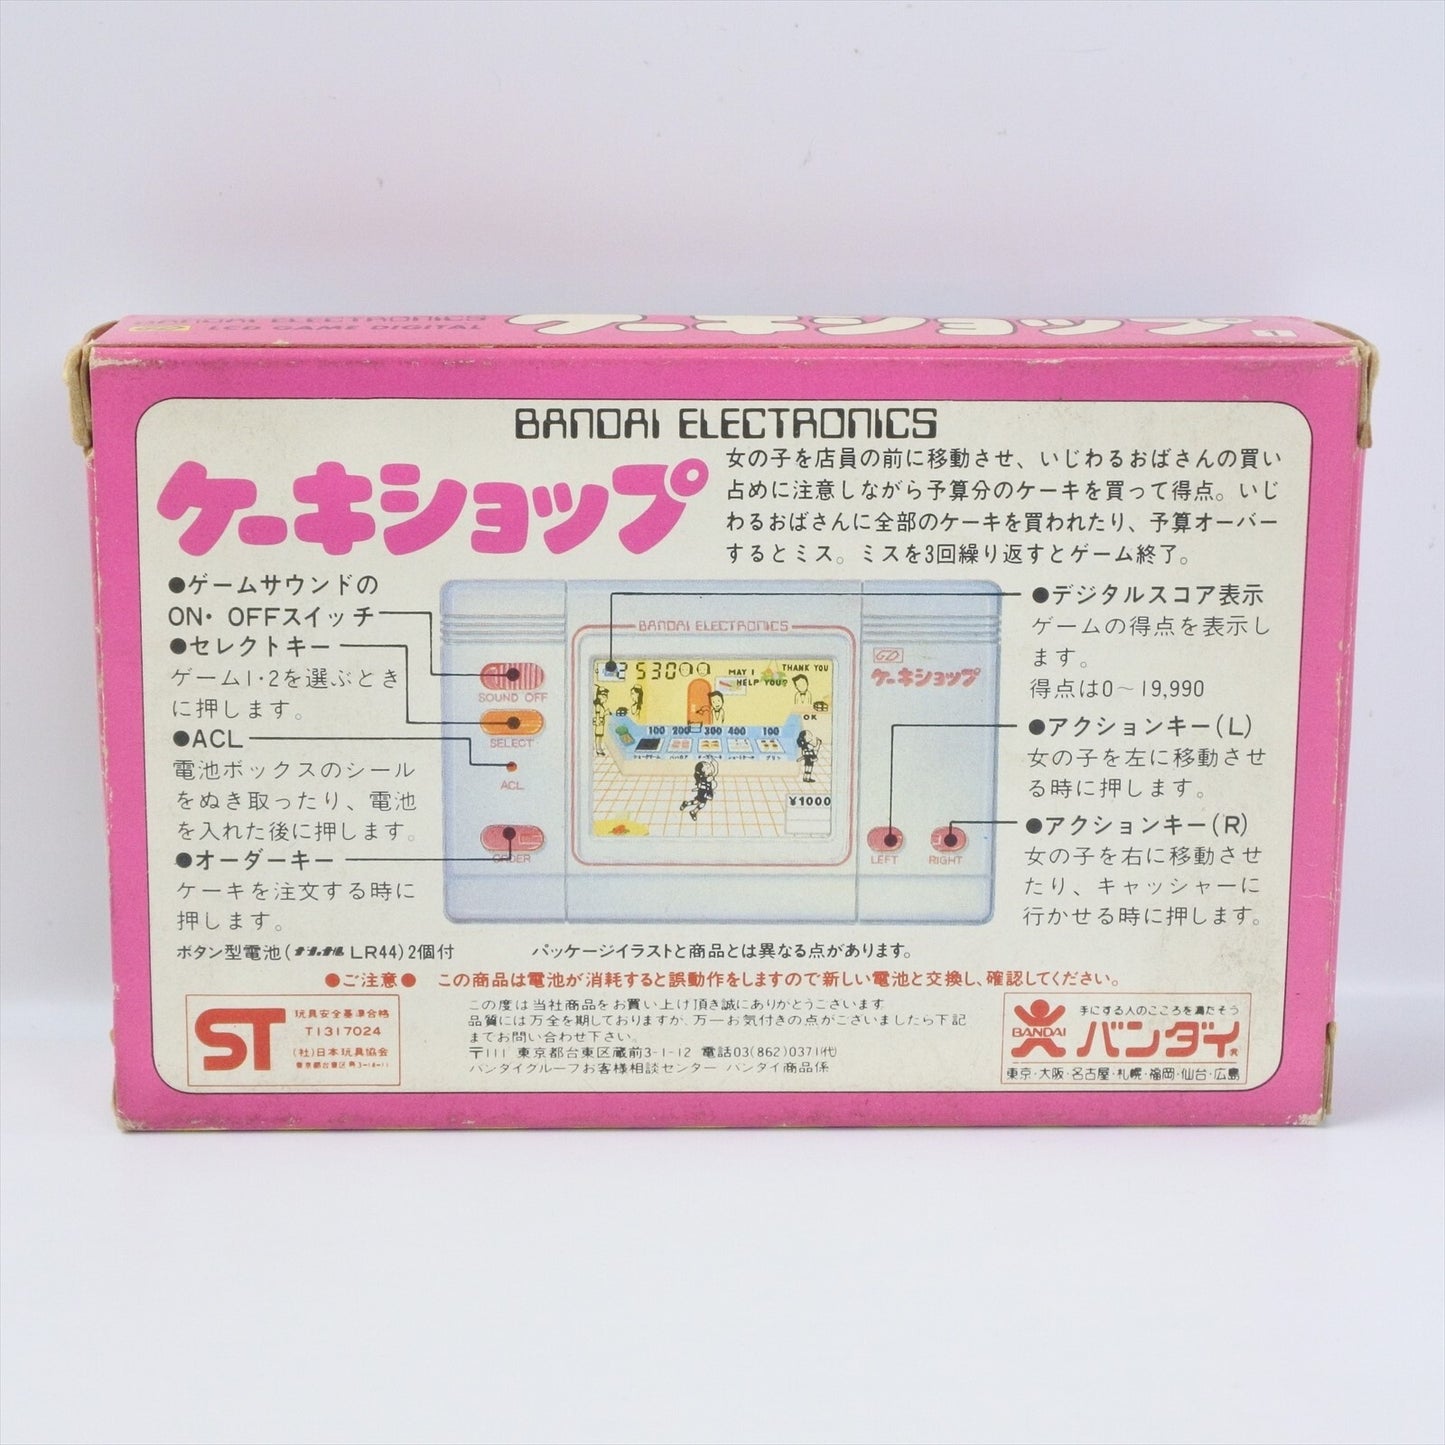 BANDAI ELECTRONICS
LCD GAME DIGITAL
ケーキショップ
BANDAI ELECTRONICS
ケーキショップ
女の子を店員の前に移動させ、いじわるおばさんの買い
占めに注意しながら予算分のケーキを買って得点。いじ
わるおばさんに全部のケーキを買われたり、予算オーバー
するとミス。ミスを3回繰り返すとゲーム終了。
●ゲームサウンドの
ON・OFFスイッチ
●セレクトキー
ゲーム1・2を選ぶとき
に押します。
●ACL
電池ボックスのシール
をぬき取ったり、電池
を入れた後に押します。
●オーダーキー
ケーキを注文する時に
押します。
BANDAI ELECTRONICS
SOUND OFF
SELECT
ACL
ORDER
2 530
MAY I
HELP YOU?
THANK YOU
OK
100 200 300 400 100
プリン
¥1000
GD
ケーキショップ
LEFT
RIGHT
●デジタルスコア表示
ゲームの得点を表示し
ます。
得点は0～19,990
●アクションキー(L)
女の子を左に移動させ
る時に押します。
●アクションキー(R)
女の子を右に移動させ
たり、キャッシャーに
行かせる時に押します。
ボタン型電池(ナショナル LR44)2個付
パッケージイラストと商品とは異なる点があります。
●ご注意● この商品は電池が消耗すると誤動作をしますので新しい電池と交換し、確認してください。
ST
玩具安全基準合格
T1317024
(社)日本玩具協会
東京都台東区駒形3-18-11
この度は当社商品をお買い上げ頂き誠にありがとうございます
品質には万全を期しておりますが、万一お気付きの点がございましたら下記
までお問い合わせ下さい。
〒111 東京都台東区蔵前3-1-12 電話03(862)0371代
バンダイグループお客様相談センター バンダイ商品係
手にする人のこころを満たそう
BANDAI
バンダイ
東京・大阪・名古屋・札幌・福岡・仙台・広島